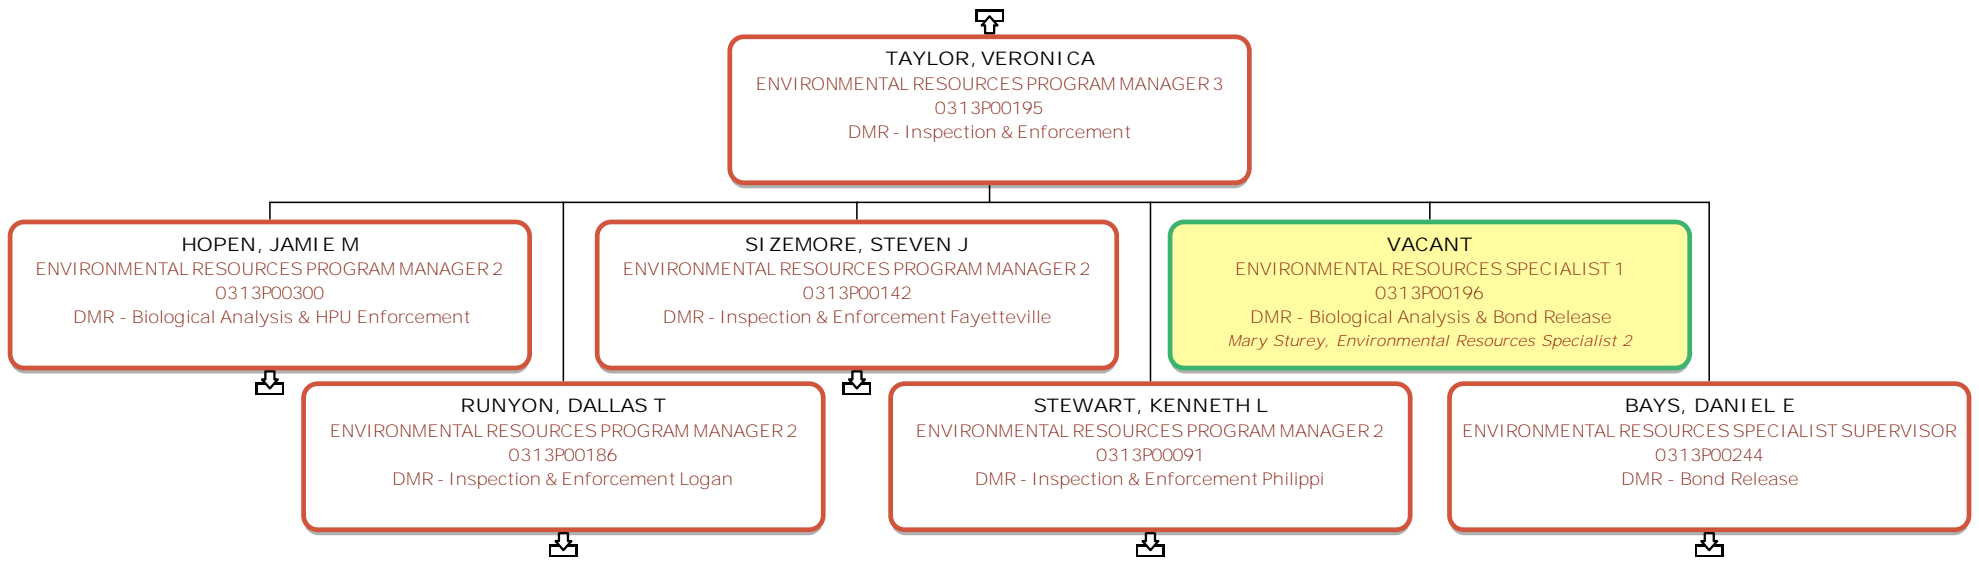 TAYLOR, VERONICA
ENVIRONMENTAL RESOURCES PROGRAM MANAGER 3
0313P00195
DMR - Inspection & Enforcement
HOPEN, JAMIE M
ENVIRONMENTAL RESOURCES PROGRAM MANAGER 2
0313P00300
DMR - Biological Analysis & HPU Enforcement
SIZEMORE, STEVEN J
ENVIRONMENTAL RESOURCES PROGRAM MANAGER 2
0313P00142
DMR - Inspection & Enforcement Fayetteville
VACANT
ENVIRONMENTAL RESOURCES SPECIALIST 1
0313P00196
DMR - Biological Analysis & Bond Release
Mary Sturey, Environmental Resources Specialist 2
RUNYON, DALLAS T
ENVIRONMENTAL RESOURCES PROGRAM MANAGER 2
0313P00186
DMR - Inspection & Enforcement Logan
STEWART, KENNETH L
ENVIRONMENTAL RESOURCES PROGRAM MANAGER 2
0313P00091
DMR - Inspection & Enforcement Philippi
BAYS, DANIEL E
ENVIRONMENTAL RESOURCES SPECIALIST SUPERVISOR
0313P00244
DMR - Bond Release